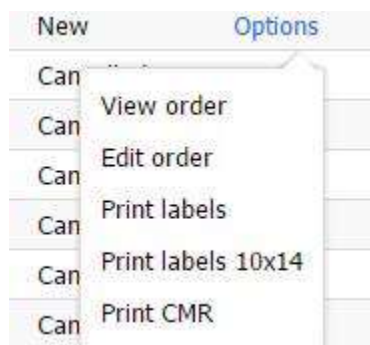 New Options
Can
View order
Can
Edit order
Can
Print labels
Can
Print labels 10x14
Can
Print CMR
Can